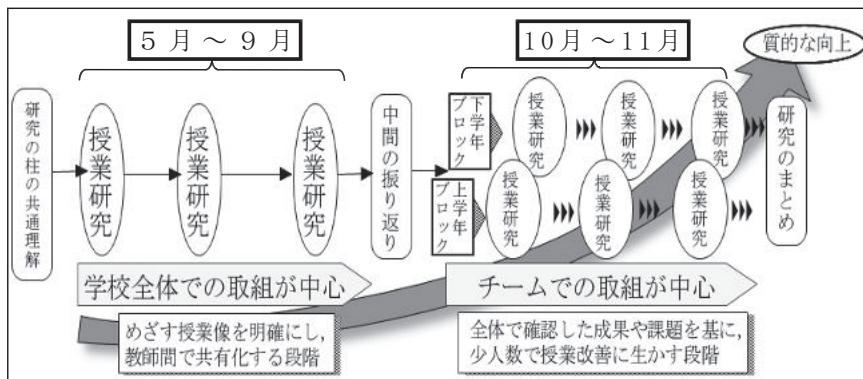 5月~9月
10月~11月
質的な向上
研究の柱の共通理解
授業研究
授業研究
授業研究
中間の振り返り
下学年
ブロック
授業研究
授業研究
授業研究
上学年
ブロック
授業研究
授業研究
授業研究
研究のまとめ
学校全体での取組が中心
チームでの取組が中心
めざす授業像を明確にし,
教師間で共有化する段階
全体で確認した成果や課題を基に,
少人数で授業改善に生かす段階